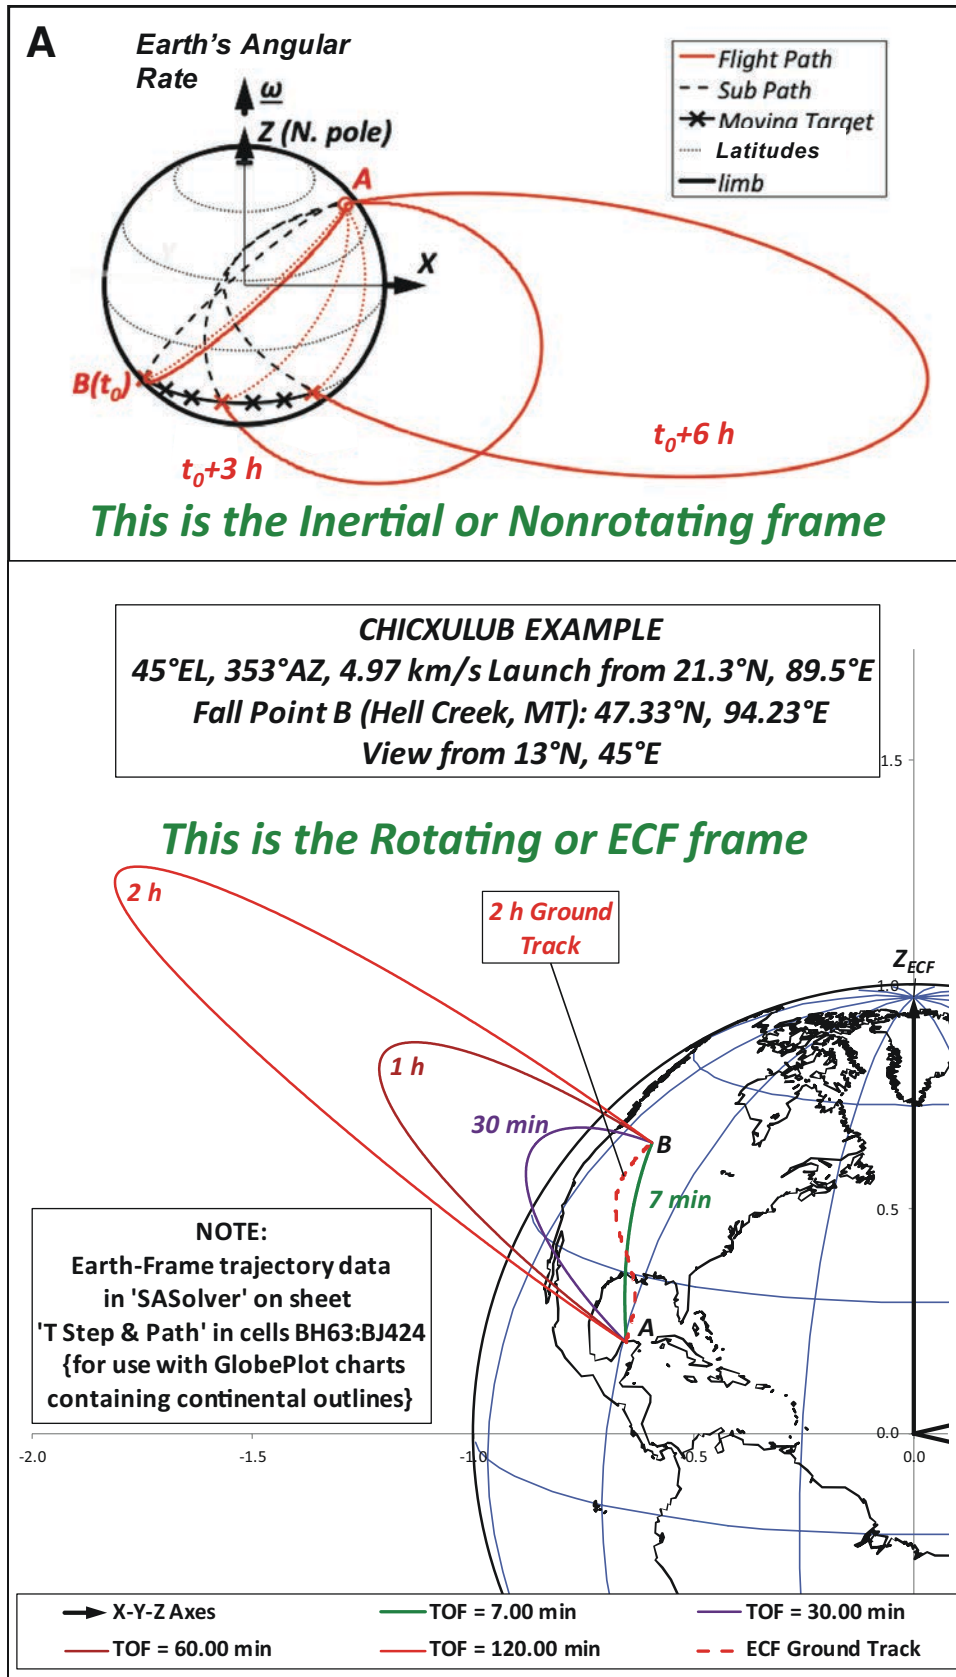 A
Earth's Angular
Rate
ω
Z (N. pole)
A
X
B(t0)
t0+3 h
t0+6 h
Flight Path
Sub Path
Moving Target
Latitudes
limb
This is the Inertial or Nonrotating frame
CHICXULUB EXAMPLE
45°EL, 353°AZ, 4.97 km/s Launch from 21.3°N, 89.5°E
Fall Point B (Hell Creek, MT): 47.33°N, 94.23°E
View from 13°N, 45°E
1.5
This is the Rotating or ECF frame
2 h
2 h Ground
Track
ZECF
1.0
1 h
30 min
B
7 min
0.5
A
NOTE:
Earth-Frame trajectory data
in 'SASolver' on sheet
'T Step & Path' in cells BH63:BJ424
{for use with GlobePlot charts
containing continental outlines}
0.0
-2.0
-1.5
-1.0
-0.5
0.0
X-Y-Z Axes
TOF = 7.00 min
TOF = 30.00 min
TOF = 60.00 min
TOF = 120.00 min
ECF Ground Track